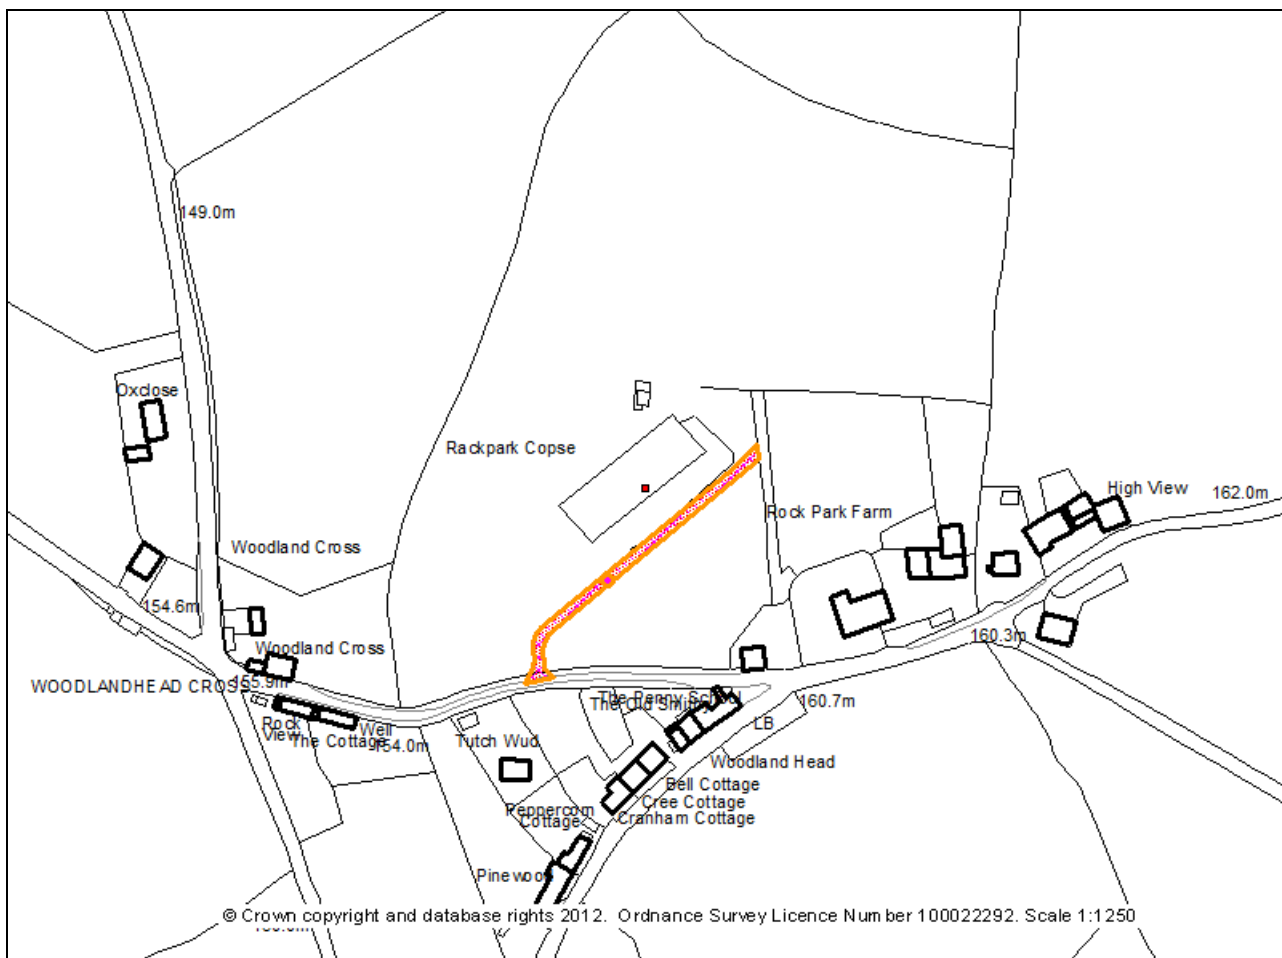 149.0m
Oxclose
Rackpark Copse
High View
162.0m
Rock Park Farm
Woodland Cross
154.6m
Woodland Cross
160.3m
WOODLANDHEAD CROSS
155.9m
The Penny School
The Old Smithy
160.7m
Rock
View
Well
The Cottage
154.0m
Tutch Wud
LB
Woodland Head
Bell Cottage
Cree Cottage
Peppercorn
Cottage
Cranham Cottage
Pinewood
© Crown copyright and database rights 2012. Ordnance Survey Licence Number 100022292. Scale 1:1250